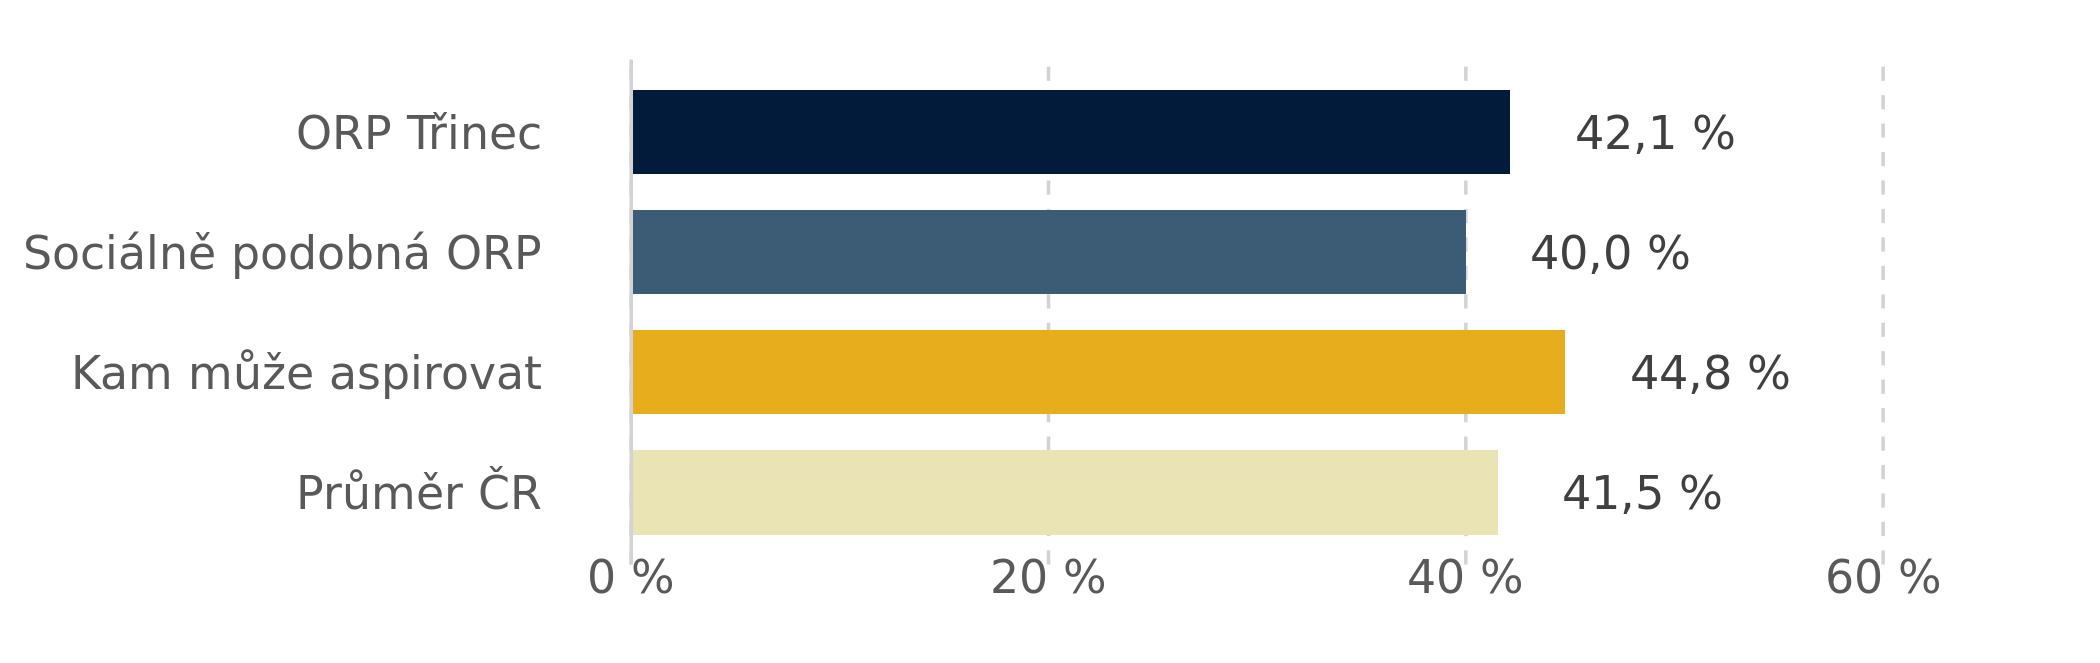 ORP Třinec 42,1 %
Sociálně podobná ORP 40,0 %
Kam může aspirovat 44,8 %
Průměr ČR 41,5 %
0 % 20 % 40 % 60 %